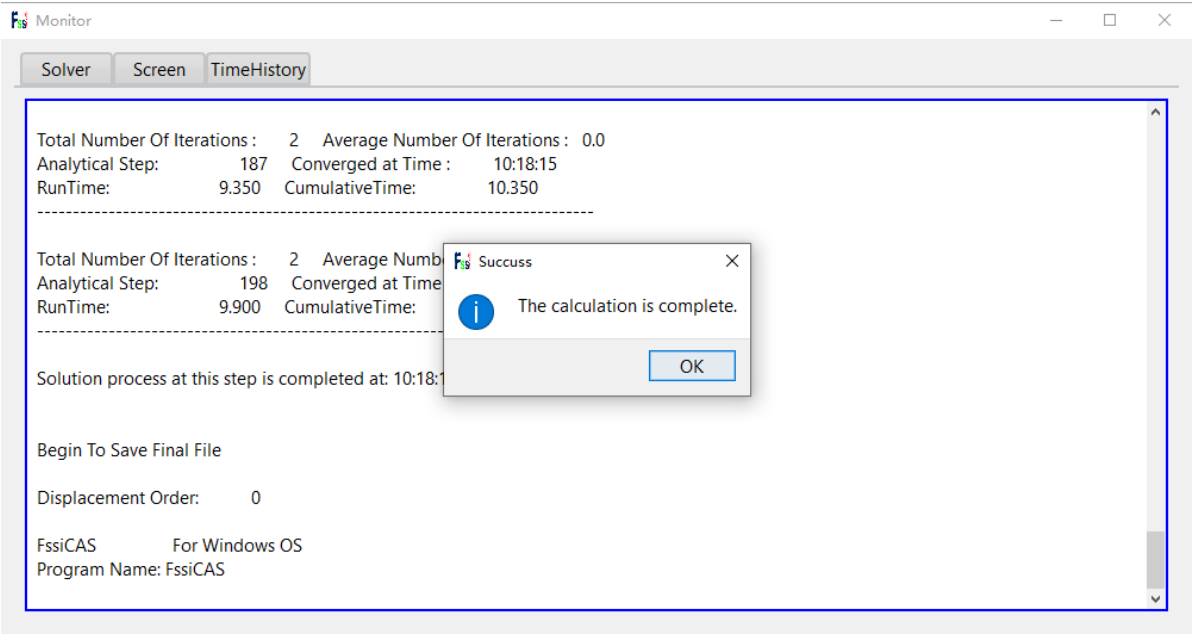 Fssi Monitor
Solver Screen TimeHistory
Total Number Of Iterations : 2 Average Number Of Iterations : 0.0
Analytical Step: 187 Converged at Time : 10:18:15
RunTime: 9.350 CumulativeTime: 10.350
-------------------------------------------------------------------------------
Total Number Of Iterations : 2 Average Numb
Analytical Step: 198 Converged at Time
RunTime: 9.900 CumulativeTime:
----------------------------------------------------------
Fssi Succuss
The calculation is complete.
OK
Solution process at this step is completed at: 10:18:1
Begin To Save Final File
Displacement Order: 0
FssiCAS For Windows OS
Program Name: FssiCAS